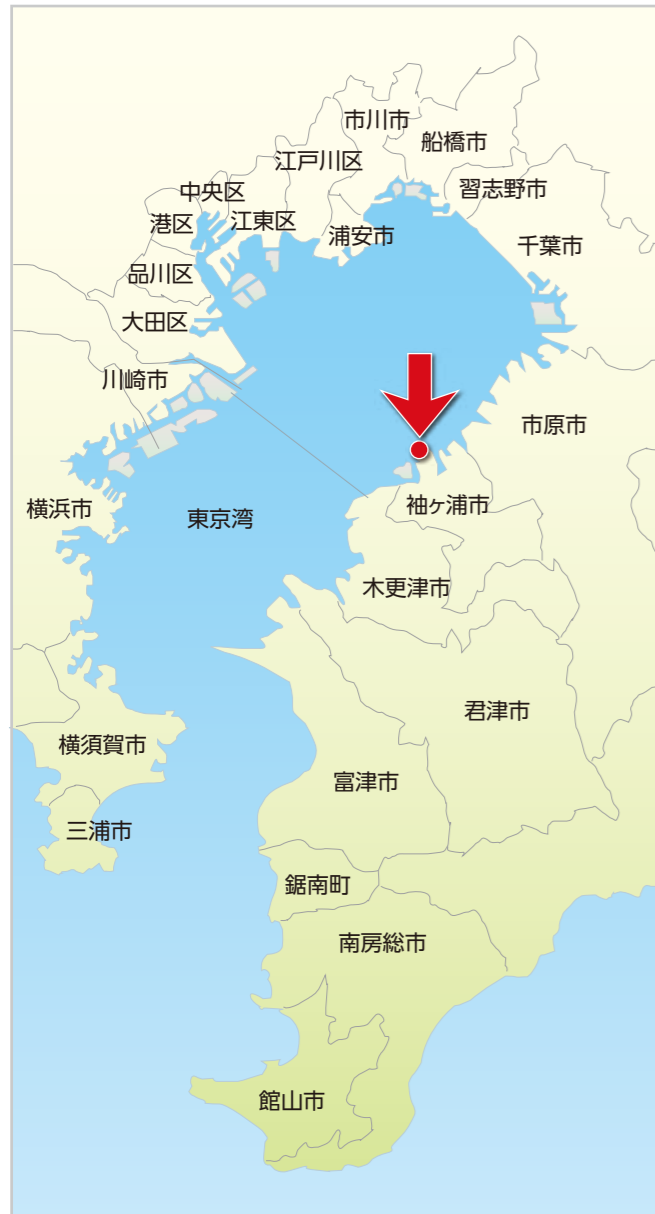 市川市
船橋市
江戸川区
習志野市
中央区
港区
江東区
浦安市
千葉市
品川区
大田区
川崎市
市原市
横浜市
東京湾
袖ヶ浦市
木更津市
君津市
横須賀市
富津市
三浦市
鋸南町
南房総市
館山市